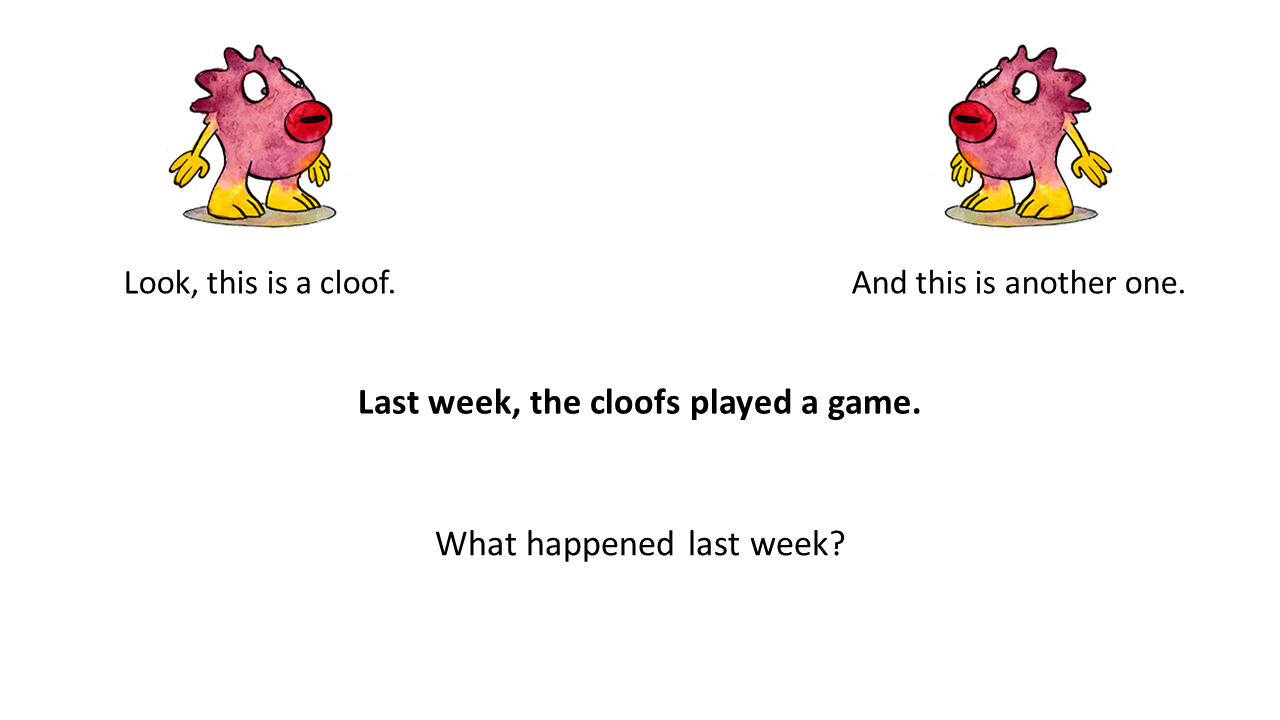 Look, this is a cloof.
And this is another one.
Last week, the cloofs played a game.
What happened last week?